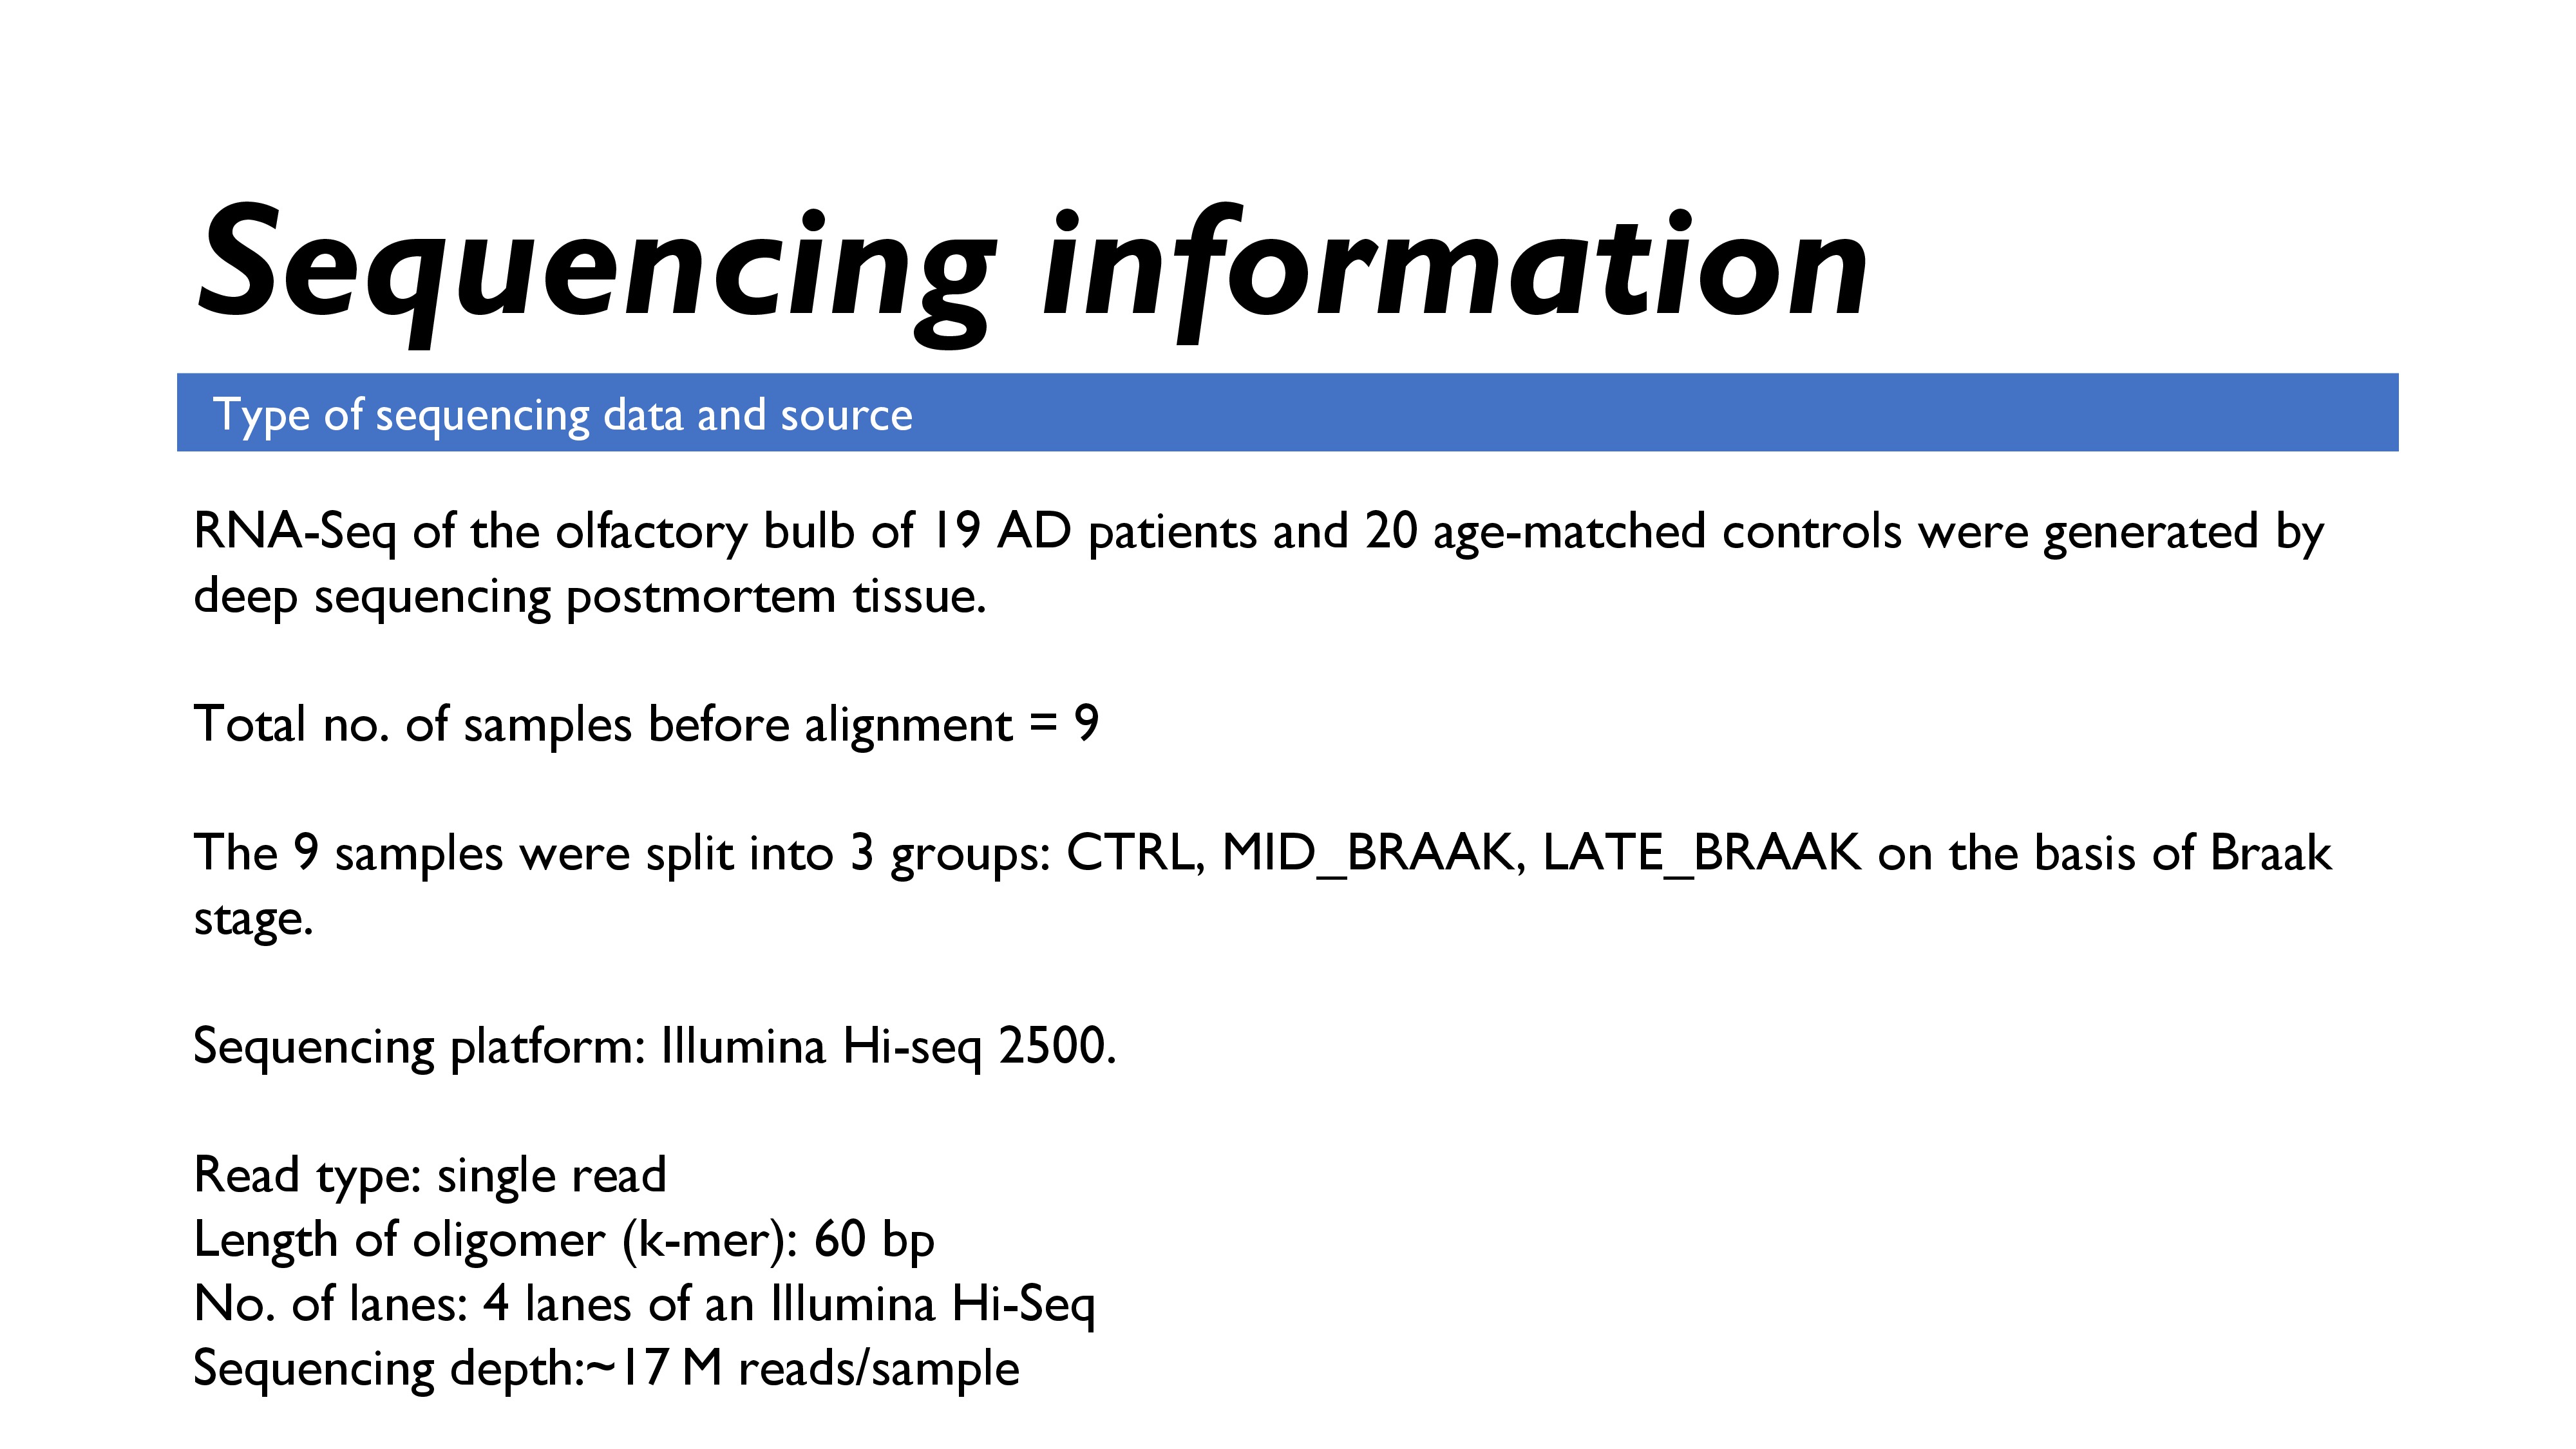 Sequencing information
Type of sequencing data and source
RNA-Seq of the olfactory bulb of 19 AD patients and 20 age-matched controls were generated by
deep sequencing postmortem tissue.
Total no. of samples before alignment = 9
The 9 samples were split into 3 groups: CTRL, MID_BRAAK, LATE_BRAAK on the basis of Braak
stage.
Sequencing platform: Illumina Hi-seq 2500.
Read type: single read
Length of oligomer (k-mer): 60 bp
No. of lanes: 4 lanes of an Illumina Hi-Seq
Sequencing depth:~17 M reads/sample